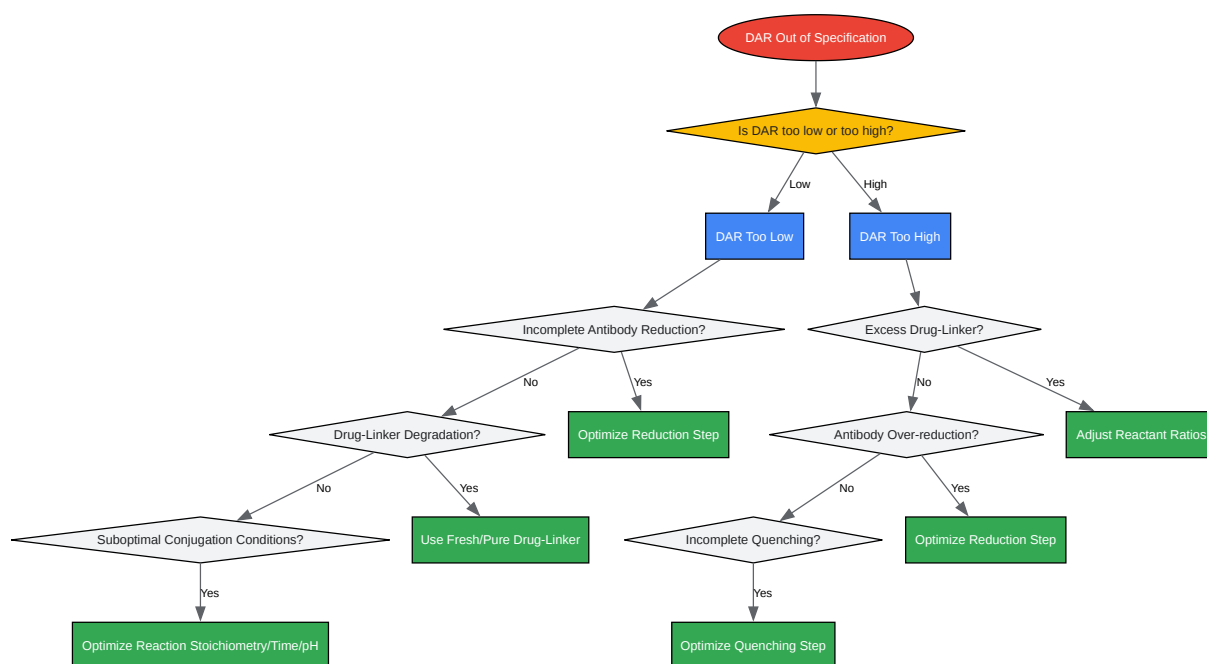 DAR Out of Specification
Is DAR too low or too high?
Low
High
DAR Too Low
DAR Too High
Incomplete Antibody Reduction?
Excess Drug-Linker?
No
Yes
No
Yes
Drug-Linker Degradation?
Optimize Reduction Step
Antibody Over-reduction?
Adjust Reactant Ratios
No
Yes
No
Yes
Suboptimal Conjugation Conditions?
Use Fresh/Pure Drug-Linker
Incomplete Quenching?
Optimize Reduction Step
Yes
Yes
Optimize Reaction Stoichiometry/Time/pH
Optimize Quenching Step